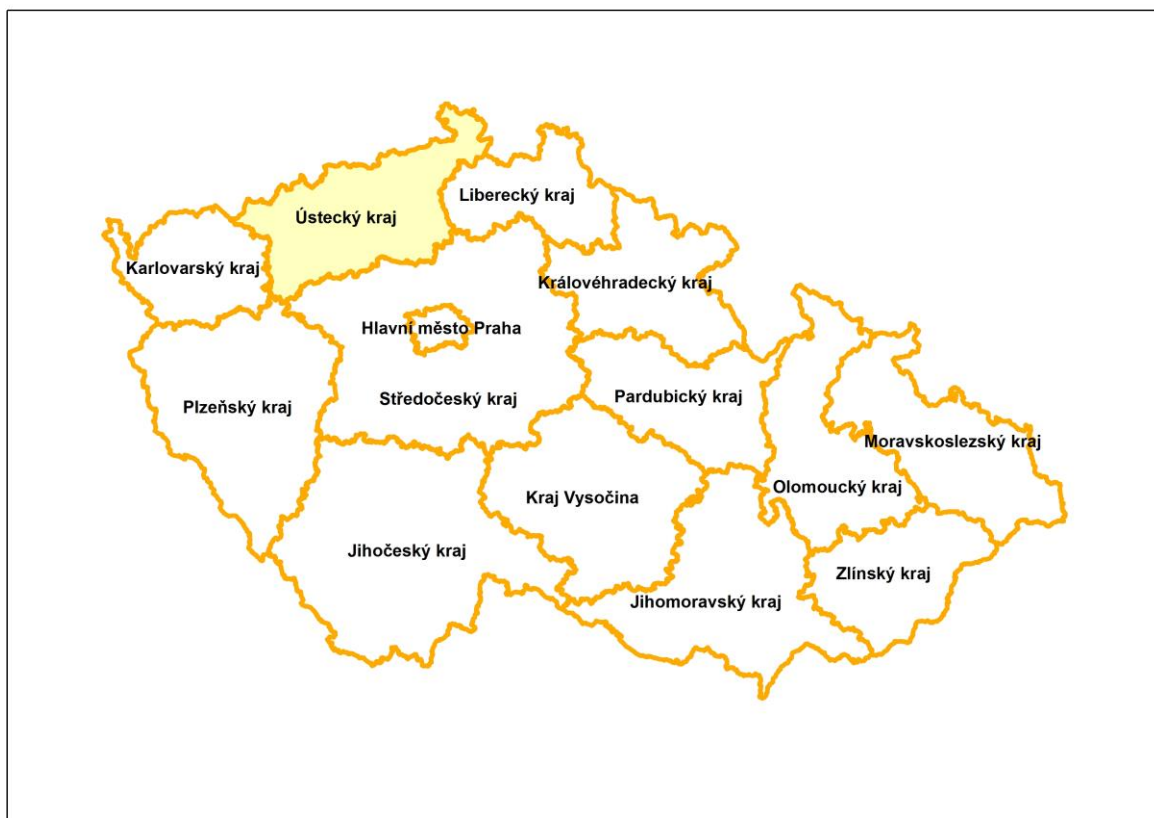 Liberecký kraj
Ústecký kraj
Karlovarský kraj
Královéhradecký kraj
Hlavní město Praha
Pardubický kraj
Středočeský kraj
Plzeňský kraj
Moravskoslezský kraj
Olomoucký kraj
Kraj Vysočina
Jihočeský kraj
Zlínský kraj
Jihomoravský kraj